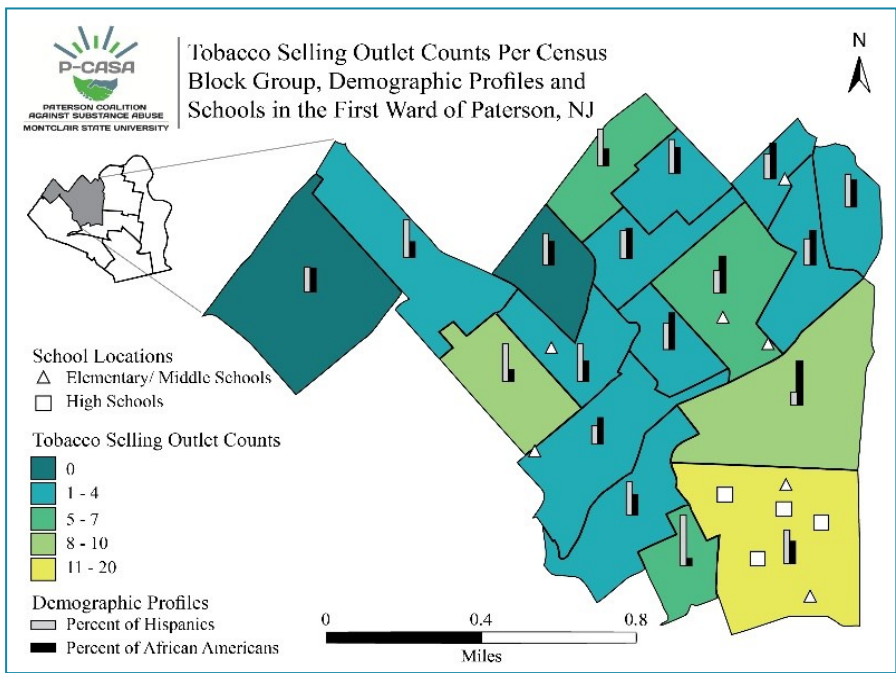 P-CASA
PATERSON COALITION
AGAINST SUBSTANCE ABUSE
MONTCLAIR STATE UNIVERSITY
Tobacco Selling Outlet Counts Per Census
Block Group, Demographic Profiles and
Schools in the First Ward of Paterson, NJ
N
School Locations
Elementary/ Middle Schools
High Schools
Tobacco Selling Outlet Counts
0
1 - 4
5 - 7
8 - 10
11 - 20
Demographic Profiles
Percent of Hispanics
Percent of African Americans
0 0.4 0.8
Miles